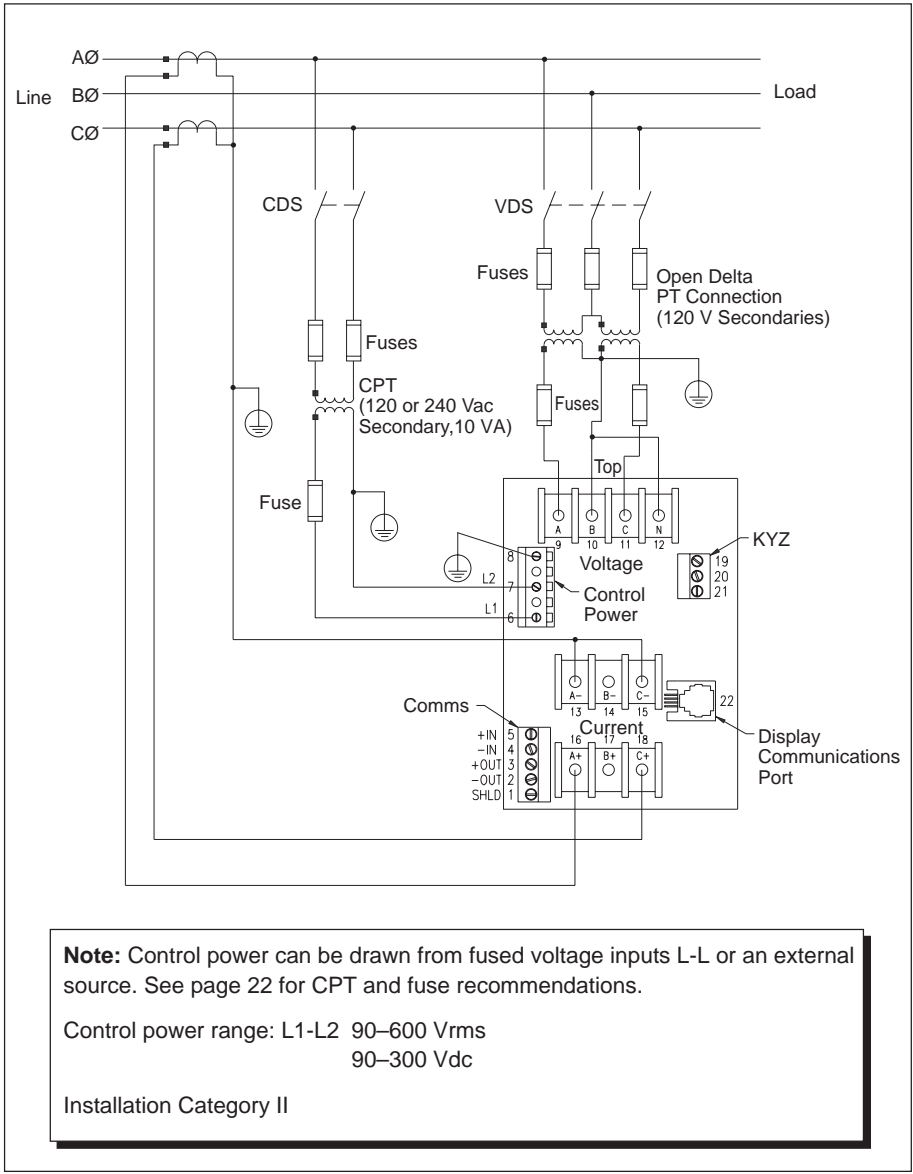 AØ
Line BØ Load
CØ
CDS VDS
Fuses
Open Delta
PT Connection
(120 V Secondaries)
Fuses
CPT
(120 or 240 Vac
Secondary,10 VA)
Fuses
Top
Fuse
A B C N
9 10 11 12
Voltage
KYZ
19
20
21
8
L2
7
Control
Power
L1
6
A- B- C-
13 14 15
22
Comms
Current
16 17 18
+IN 5
-IN 4
+OUT 3
-OUT 2
SHLD 1
A+ B+ C+
Display
Communications
Port
Note: Control power can be drawn from fused voltage inputs L-L or an external
source. See page 22 for CPT and fuse recommendations.
Control power range: L1-L2 90–600 Vrms
90–300 Vdc
Installation Category II